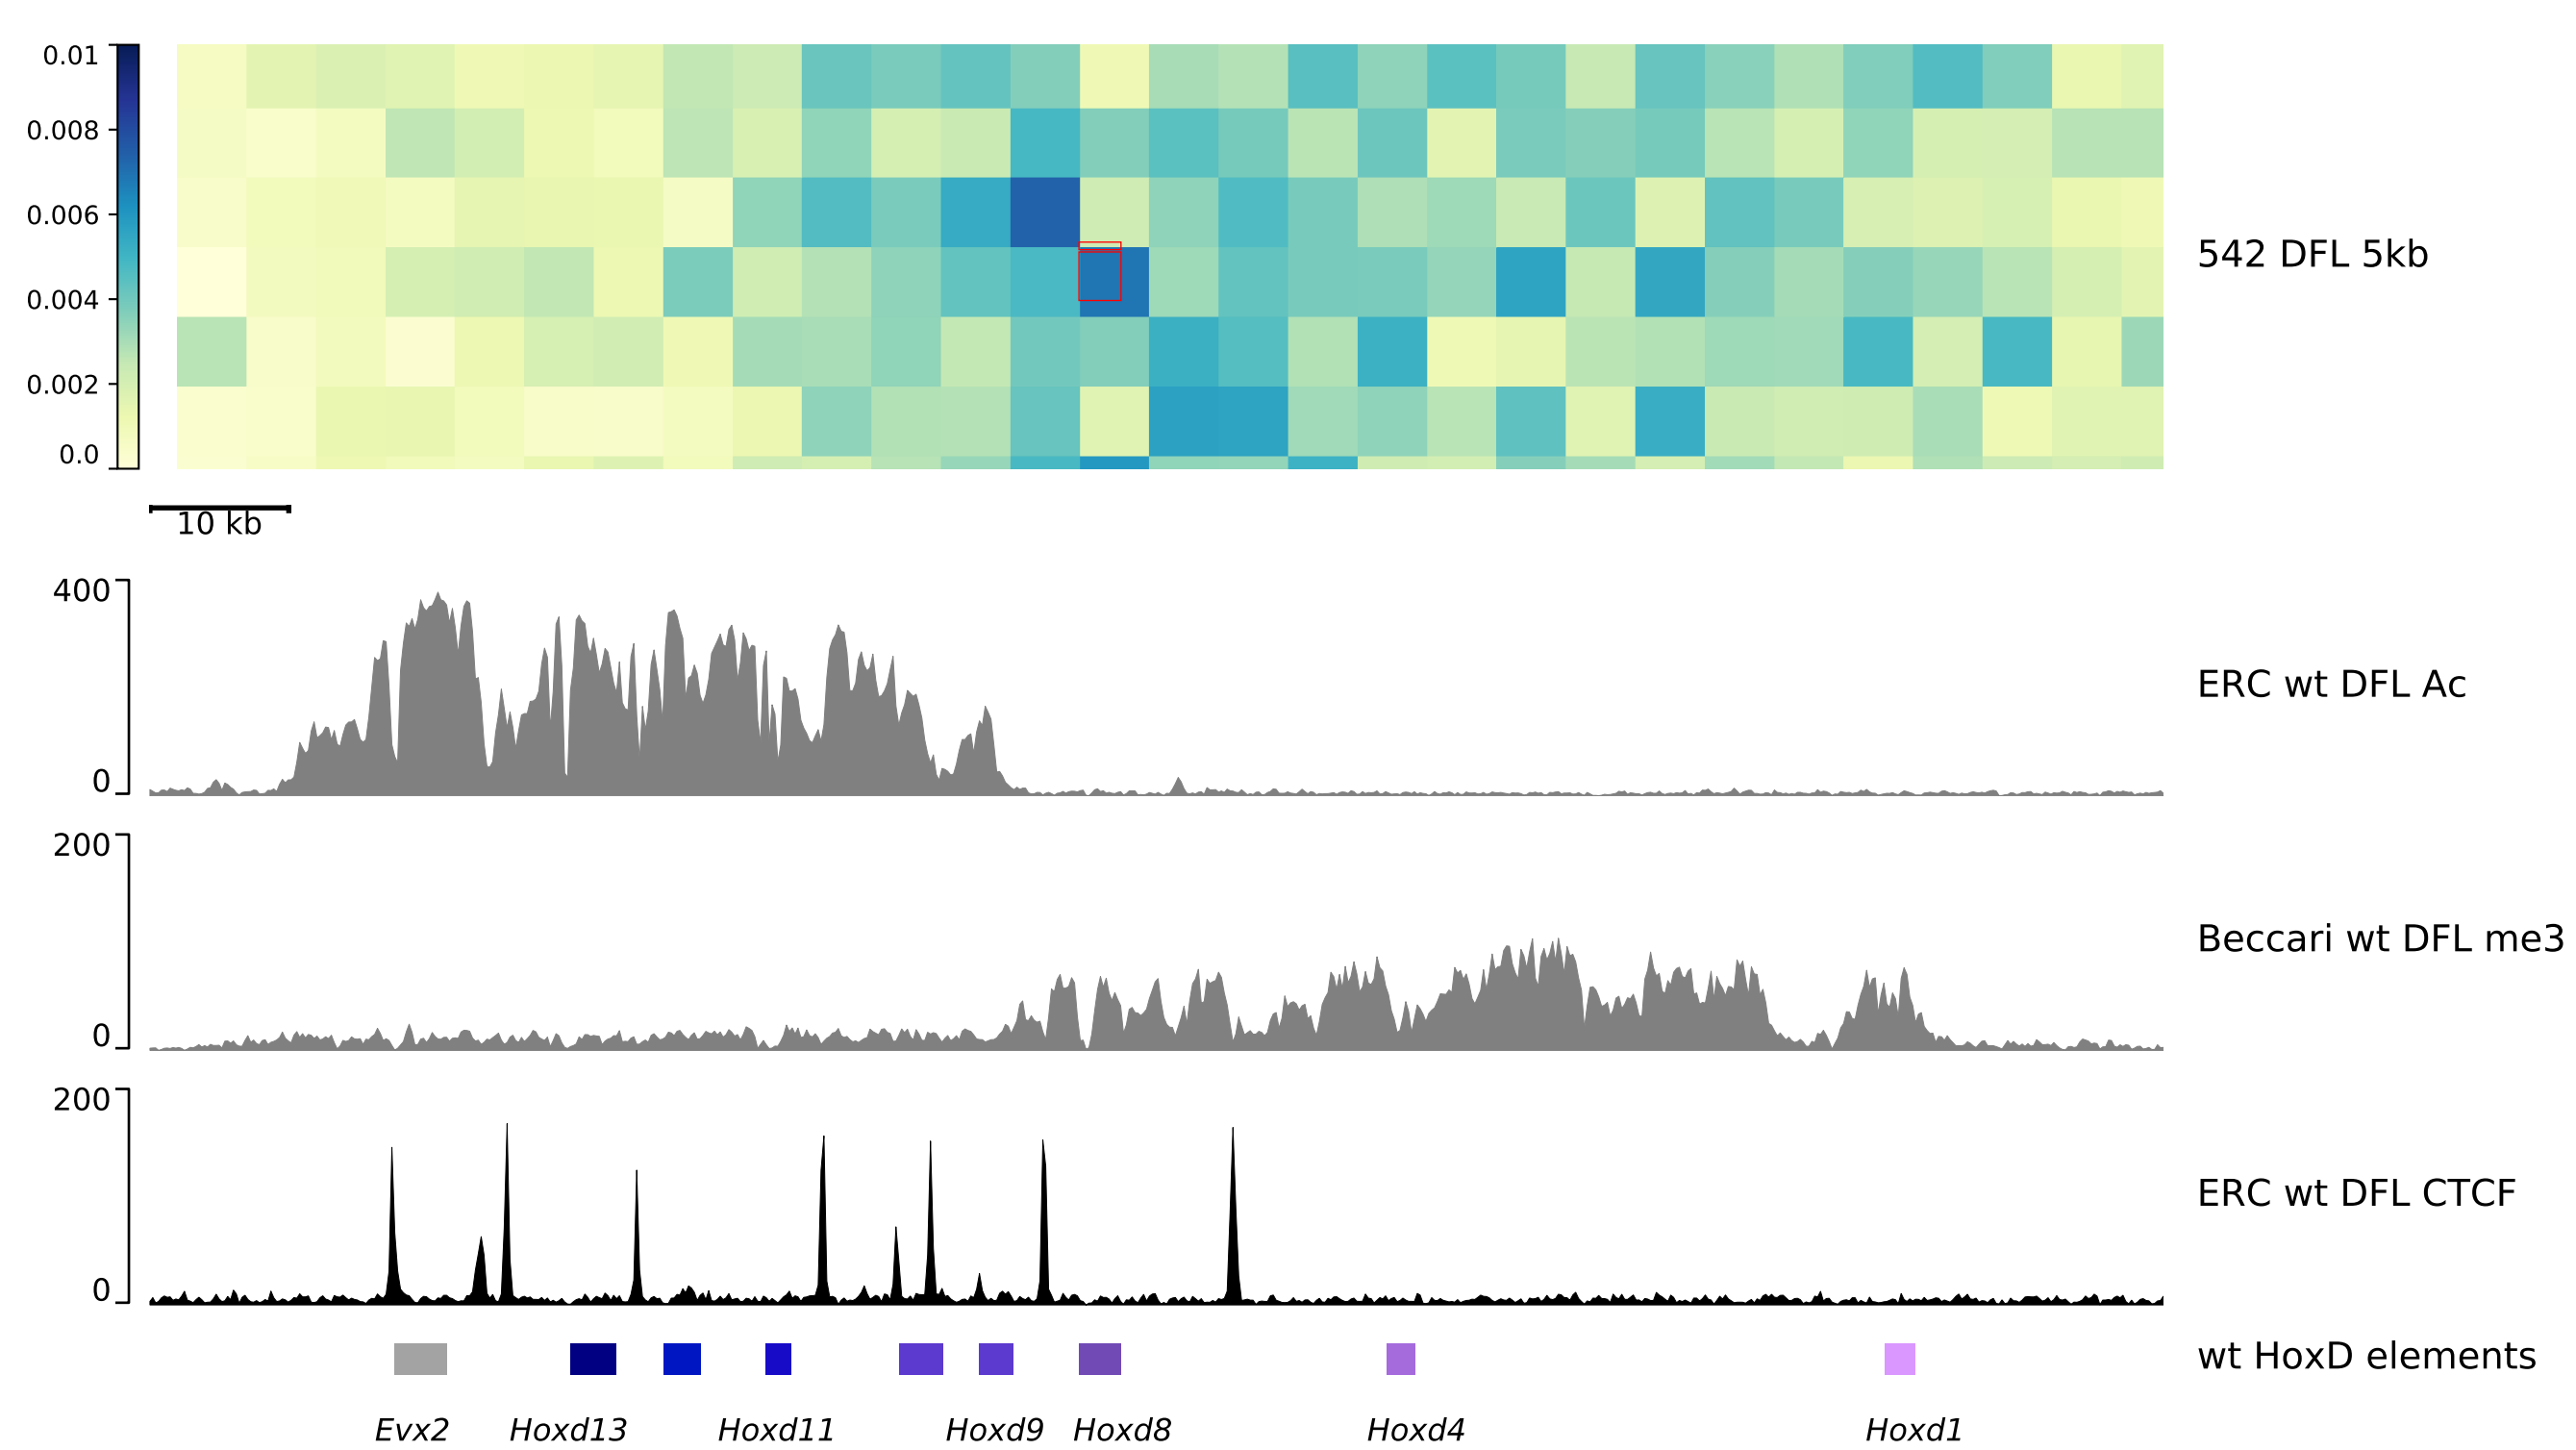 0.01
0.008
0.006
0.004
0.002
0.0
542 DFL 5kb
10 kb
400
0
ERC wt DFL Ac
200
0
Beccari wt DFL me3
200
0
ERC wt DFL CTCF
wt HoxD elements
Evx2 Hoxd13 Hoxd11 Hoxd9 Hoxd8 Hoxd4 Hoxd1